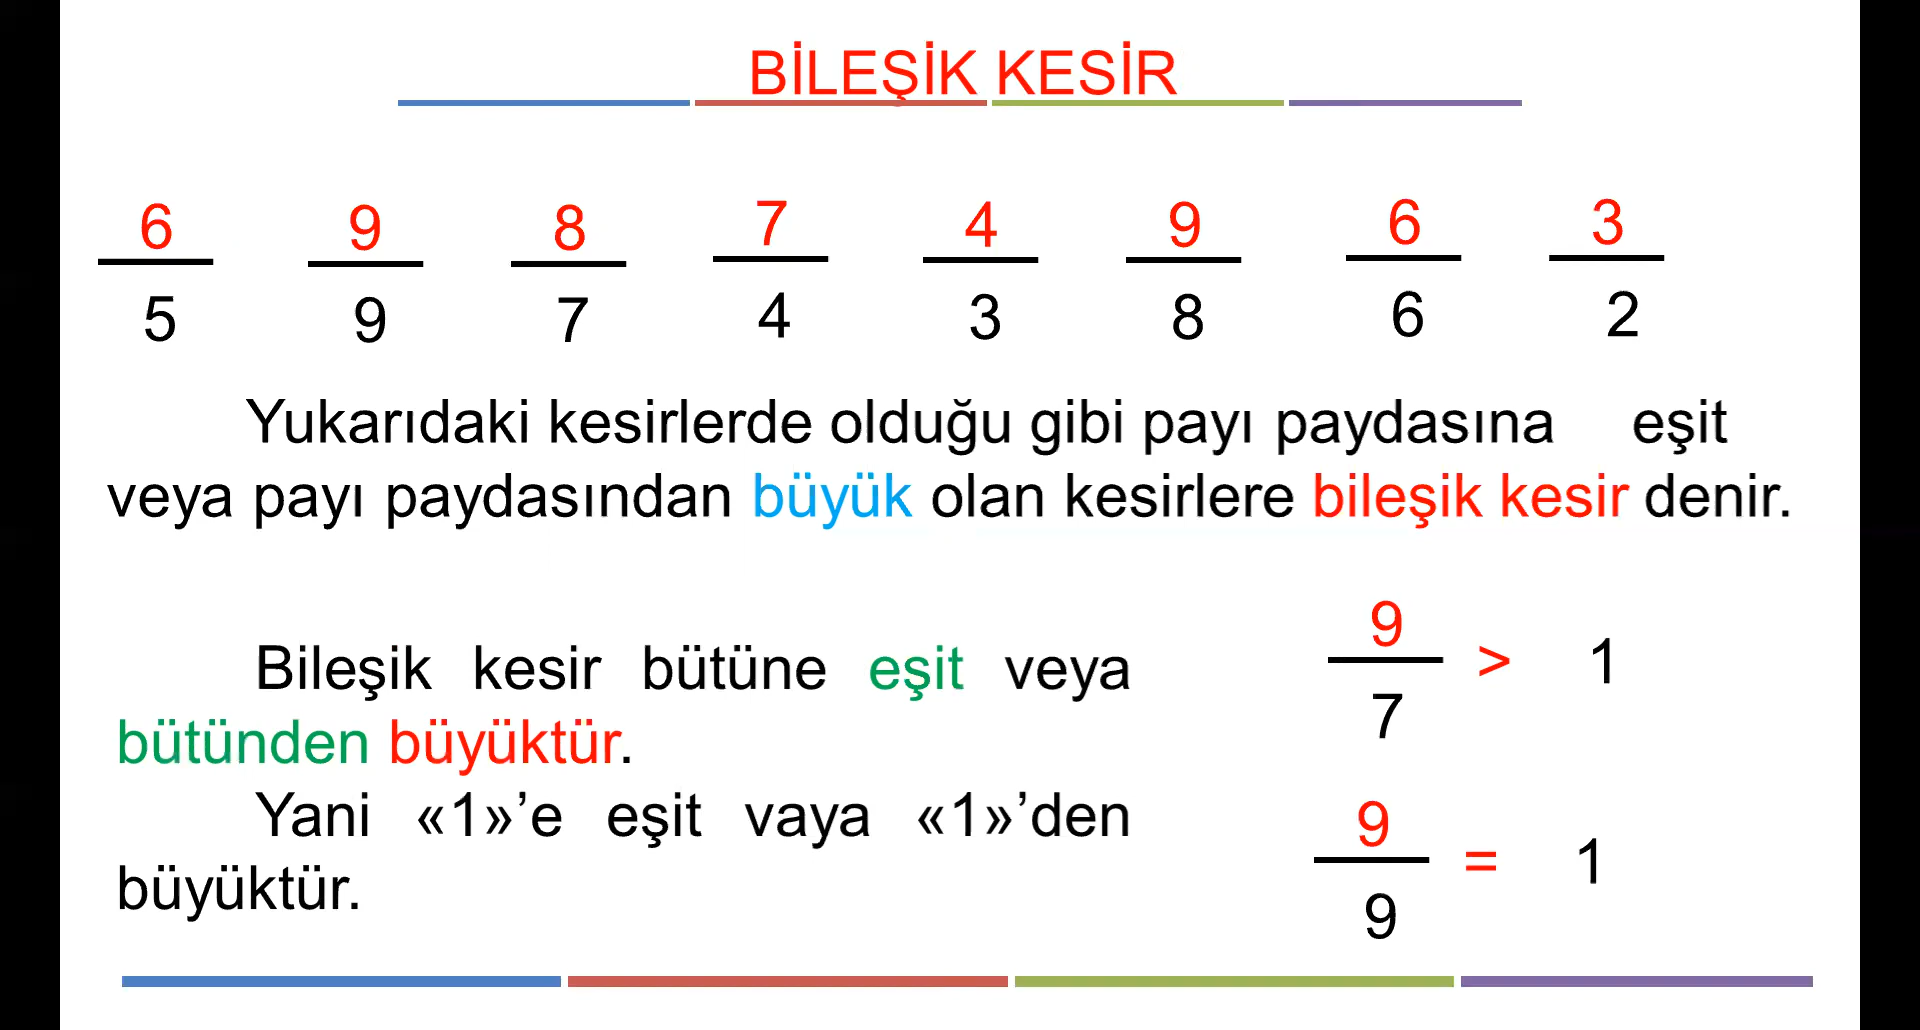 BİLEŞİK KESİR
6 9 8 7 4 9 6 3
5 9 7 4 3 8 6 2
Yukarıdaki kesirlerde olduğu gibi payı paydasına eşit
veya payı paydasından büyük olan kesirlere bileşik kesir denir.
Bileşik kesir bütüne eşit veya
bütünden büyüktür.
Yani «1»’e eşit vaya «1»’den
büyüktür.
9
> 1
7
9
= 1
9